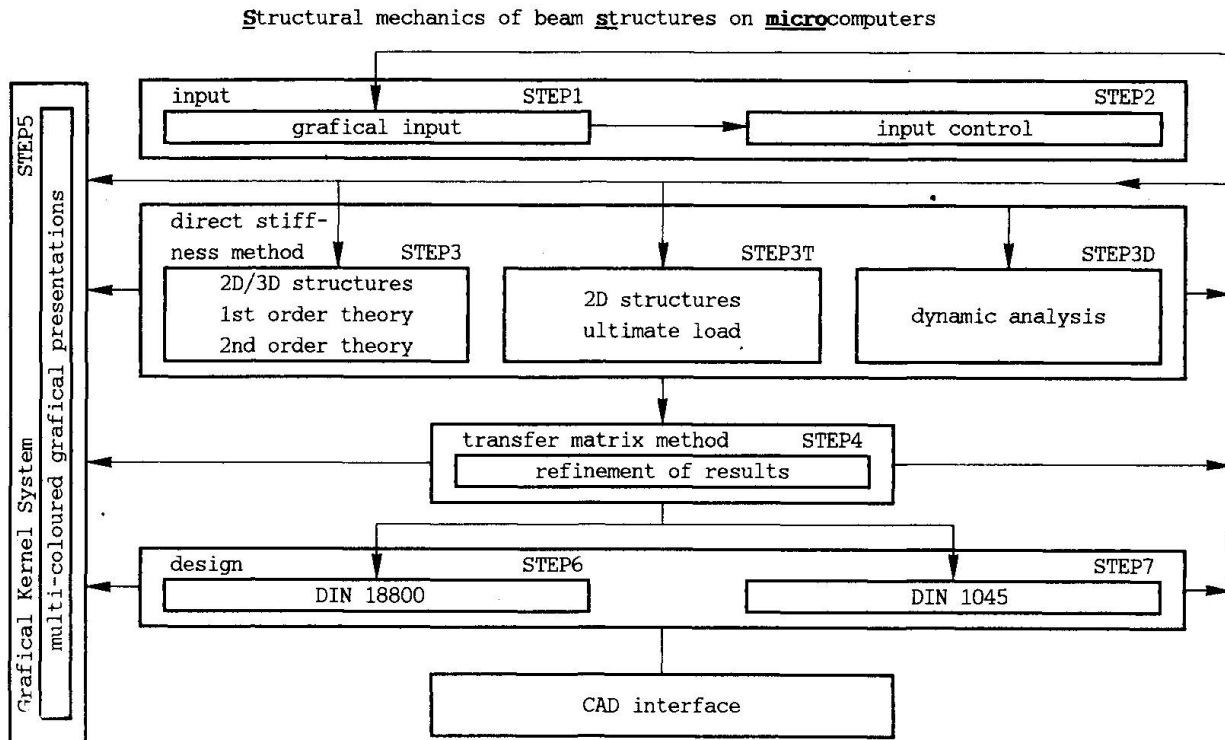 Structural mechanics of beam structures on microcomputers
input STEP1 STEP2
grafical input
input control
STEP5
Grafical Kernel System
multi-coloured grafical presentations
direct stiff-
ness method STEP3 STEP3T STEP3D
2D/3D structures
1st order theory
2nd order theory
2D structures
ultimate load
dynamic analysis
transfer matrix method STEP4
refinement of results
design STEP6 STEP7
DIN 18800
DIN 1045
CAD interface